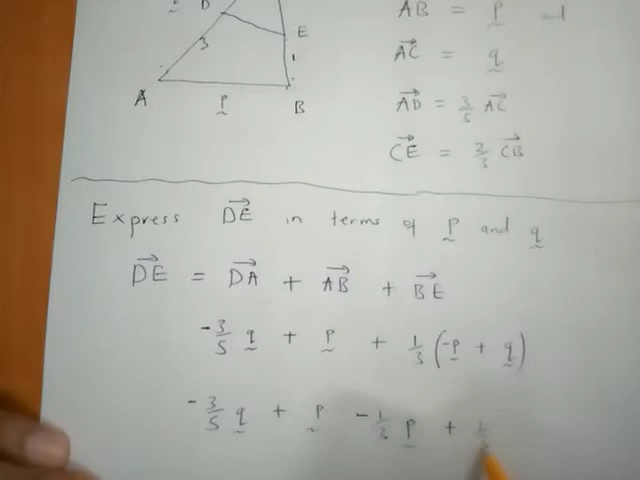 D
3
E
1
A
p
B
AB = p and
AC = q
AD = 3/5 AC
CE = 2/3 CB
Express DE in terms of p and q
DE = DA + AB + BE
-3/5 q + p + 1/3 (-p + q)
-3/5 q + p -1/3 p +